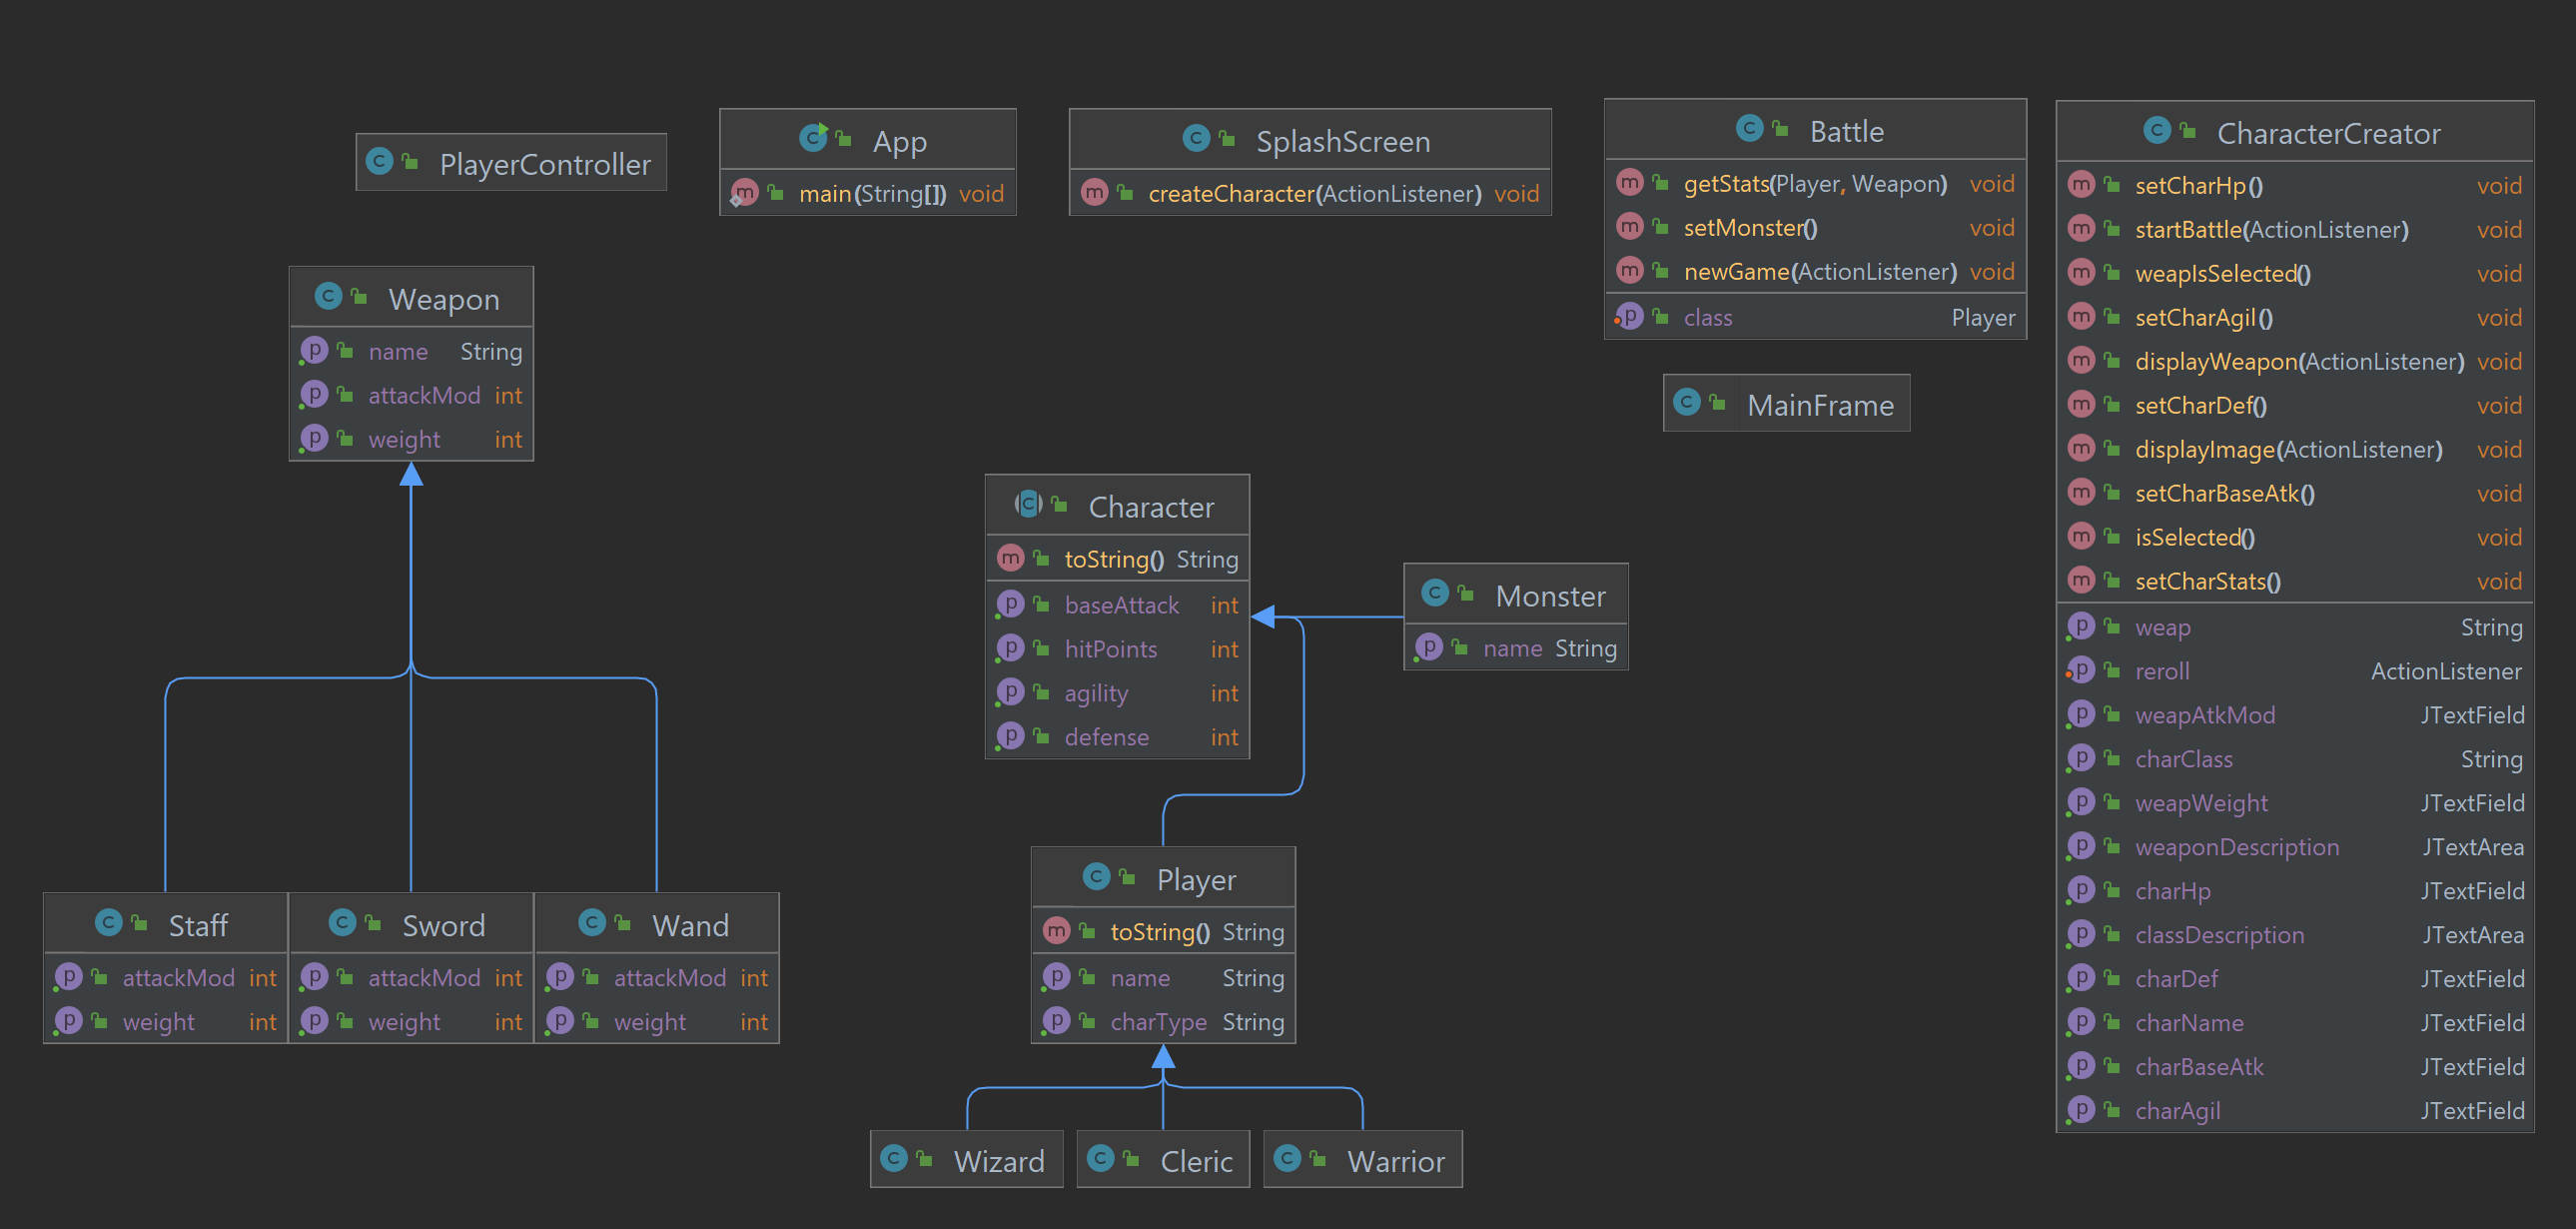 PlayerController
App
main(String[]) void
SplashScreen
createCharacter(ActionListener) void
Battle
getStats(Player, Weapon) void
setMonster() void
newGame(ActionListener) void
class Player
CharacterCreator
setCharHp() void
startBattle(ActionListener) void
weapIsSelected() void
setCharAgil() void
displayWeapon(ActionListener) void
setCharDef() void
displayImage(ActionListener) void
setCharBaseAtk() void
isSelected() void
setCharStats() void
weap String
reroll ActionListener
weapAtkMod JTextField
charClass String
weapWeight JTextField
weaponDescription JTextArea
charHp JTextField
classDescription JTextArea
charDef JTextField
charName JTextField
charBaseAtk JTextField
charAgil JTextField
Weapon
name String
attackMod int
weight int
MainFrame
Character
toString() String
baseAttack int
hitPoints int
agility int
defense int
Monster
name String
Staff
attackMod int
weight int
Sword
attackMod int
weight int
Wand
attackMod int
weight int
Player
toString() String
name String
charType String
Wizard
Cleric
Warrior